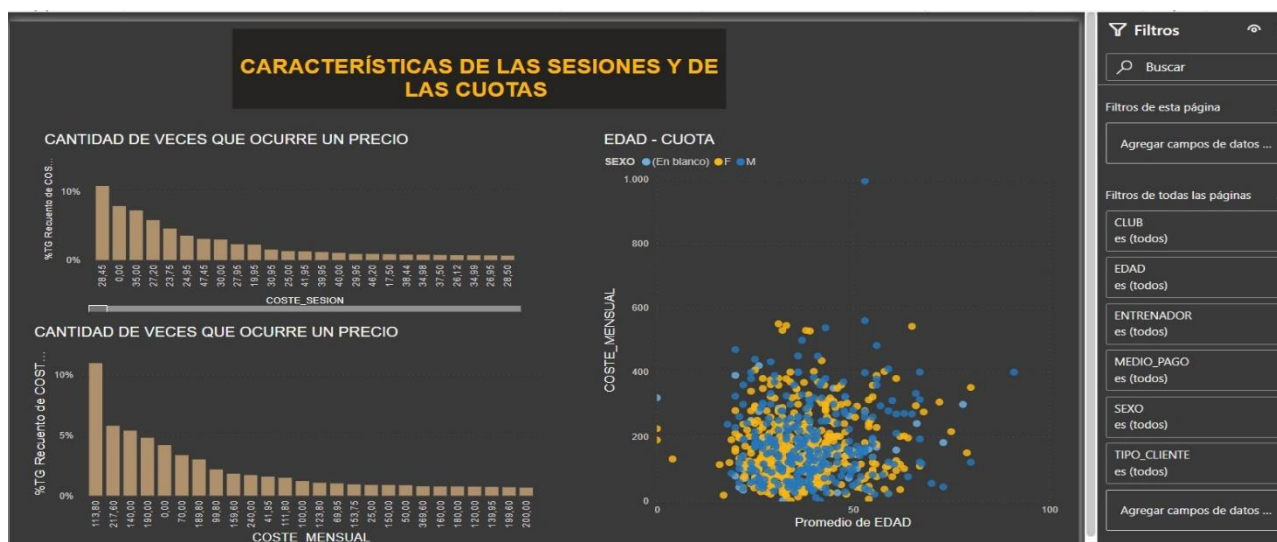 CARACTERÍSTICAS DE LAS SESIONES Y DE
LAS CUOTAS
CANTIDAD DE VECES QUE OCURRE UN PRECIO
%TG Recuento de COS...
10%
0%
28,45 0,00 35,00 27,20 23,75 24,95 47,45 30,00 27,95 19,95 30,95 25,00 41,95 39,95 40,00 29,95 46,20 17,50 39,44 34,98 37,50 26,12 34,99 26,95 28,50
COSTE_SESION
CANTIDAD DE VECES QUE OCURRE UN PRECIO
%TG Recuento de COST...
10%
5%
0%
113,80 217,60 140,00 190,00 0,00 70,00 189,80 99,80 159,60 240,00 41,95 111,80 100,00 123,80 69,95 153,75 25,00 150,00 50,00 369,60 160,00 180,00 120,00 139,95 199,60 200,00
COSTE_MENSUAL
EDAD - CUOTA
SEXO (En blanco) F M
COSTE_MENSUAL
1.000
800
600
400
200
0
0 50 100
Promedio de EDAD
Filtros
Buscar
Filtros de esta página
Agregar campos de datos ...
Filtros de todas las páginas
CLUB
es (todos)
EDAD
es (todos)
ENTRENADOR
es (todos)
MEDIO_PAGO
es (todos)
SEXO
es (todos)
TIPO_CLIENTE
es (todos)
Agregar campos de datos ...